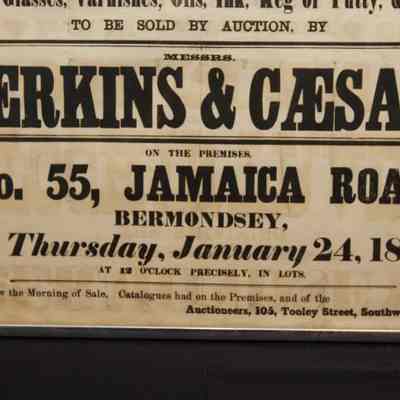 Glasses, Varnishes, Oils, Ink, Keg of Putty, &
TO BE SOLD BY AUCTION, BY
MESSRS.
ERKINS & CÆSA
ON THE PREMISES,
o. 55, JAMAICA ROA
BERMONDSEY,
Thursday, January 24, 18
AT 12 O'CLOCK PRECISELY, IN LOTS.
the Morning of Sale. Catalogues had on the Premises, and of the
Auctioneers, 105, Tooley Street, Southw